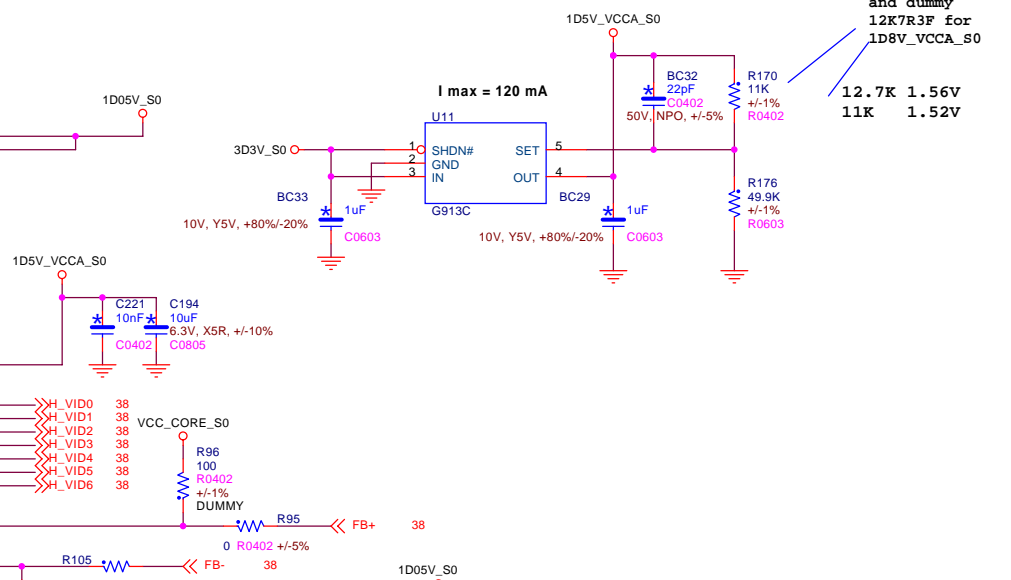 and dummy
12K7R3F for
1D8V_VCCA_S0
12.7K 1.56V
11K 1.52V
1D5V_VCCA_S0
BC32
22pF
C0402
50V, NPO, +/-5%
R170
11K
+/-1%
R0402
1D05V_S0
I max = 120 mA
U11
3D3V_S0
1 SHDN# SET 5
2 GND
3 IN OUT 4
G913C
BC33
1uF
10V, Y5V, +80%/-20%
C0603
BC29
1uF
10V, Y5V, +80%/-20%
C0603
R176
49.9K
+/-1%
R0603
1D5V_VCCA_S0
C221
10nF
C0402
C194
10uF
6.3V, X5R, +/-10%
C0805
H_VID0 38
H_VID1 38
H_VID2 38
H_VID3 38
H_VID4 38
H_VID5 38
H_VID6 38
VCC_CORE_S0
R96
100
R0402
+/-1%
DUMMY
R95
FB+ 38
0 R0402 +/-5%
R105
FB- 38
1D5V_S0